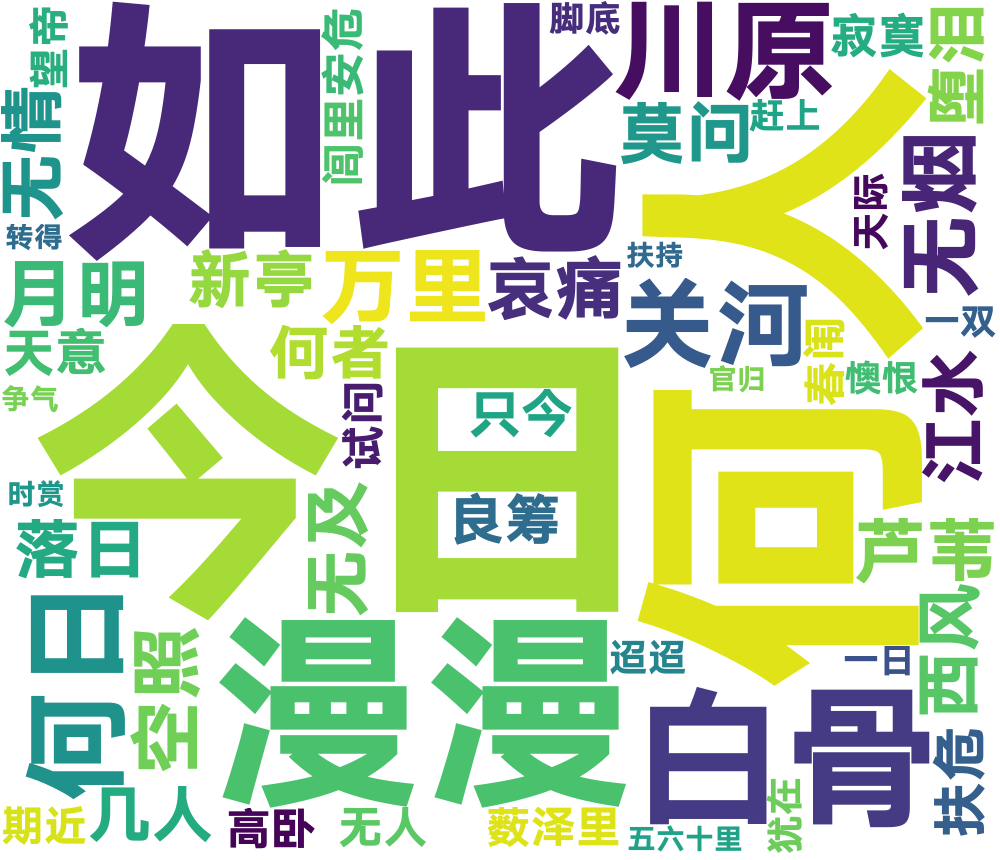 望帝
闾里安危
脚底
如此
川原
寂寞
堕泪
无情
莫问
赶上
何人
无烟
天际
转得
月明
新亭
万里
哀痛
扶持
关河
一双
天意
何者
今日
争气
试问
只今
官归
春闱
懊恨
江水
时赏
落日
无及
良筹
芦苇
何日
空照
漫漫
迢迢
一日
西风
白骨
扶危
期近
几人
高卧
无人
薮泽里
五六十里
犹在